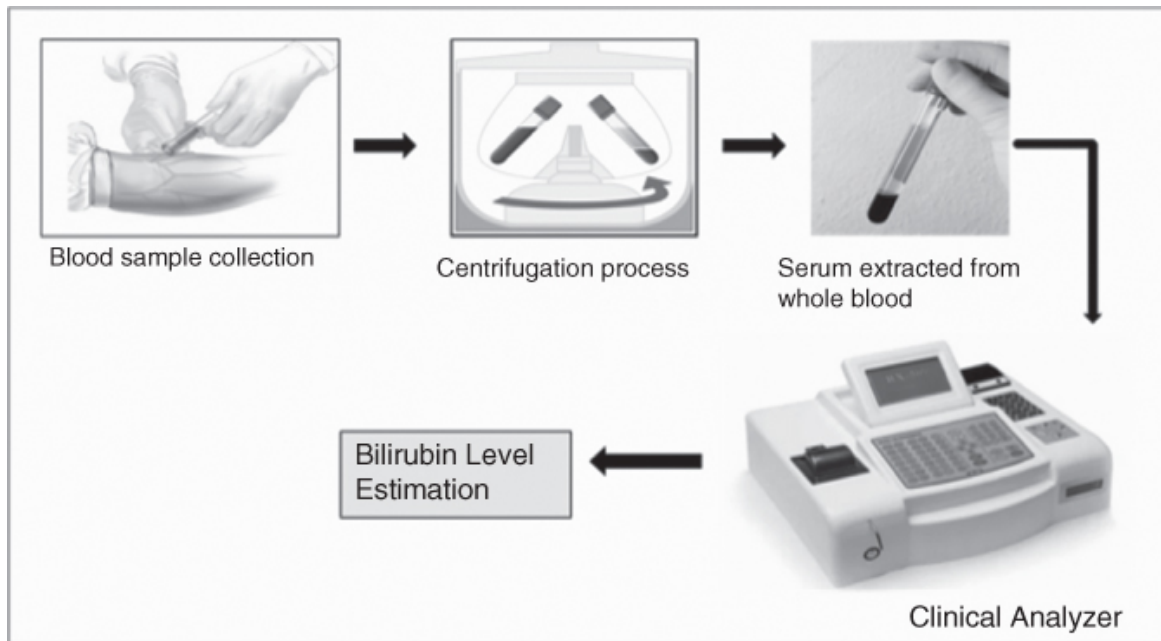 Blood sample collection
Centrifugation process
Serum extracted from
whole blood
Bilirubin Level
Estimation
Clinical Analyzer